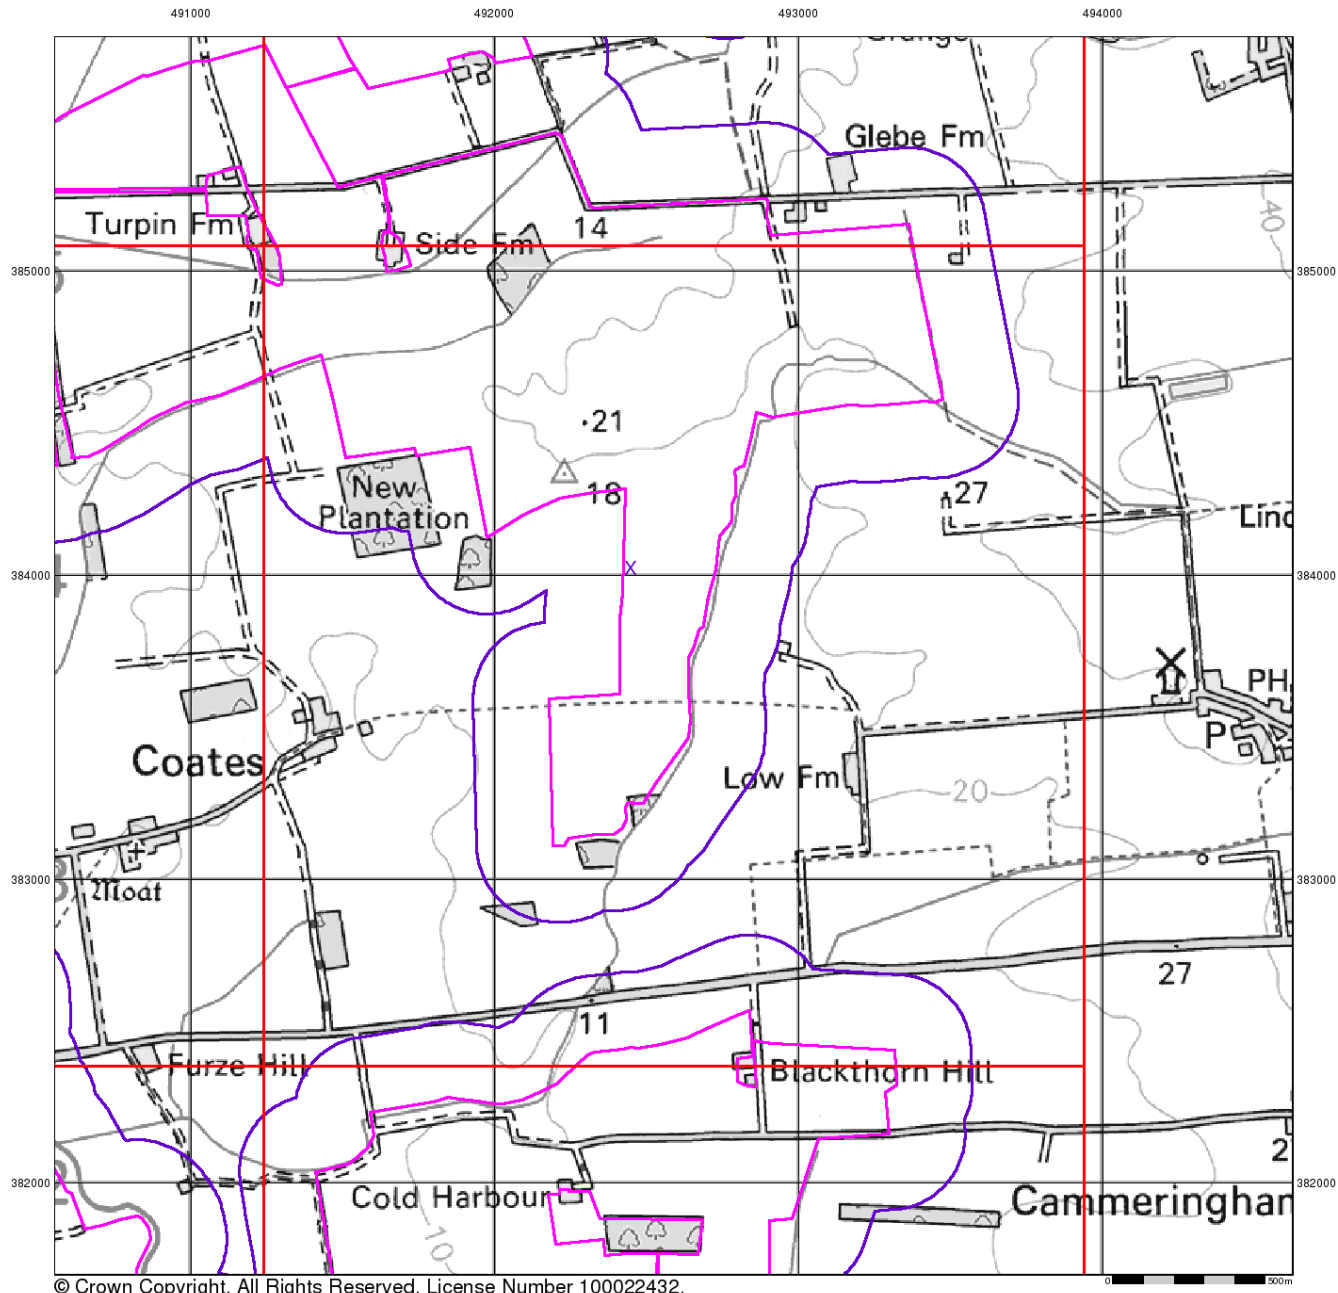 491000 492000 493000 494000
Grange
Glebe Fm
40
Turpin Fm
Side Fm
14
385000 385000
21
18
27
New
Plantation
Linc
X
384000 384000
PH
P
Coates
Low Fm
20
Moat
383000 383000
27
11
Furze Hill
Blackthorn Hill
2
382000 382000
Cold Harbour
Cammeringhan
10
© Crown Copyright. All Rights Reserved. License Number 100022432.
0 500m